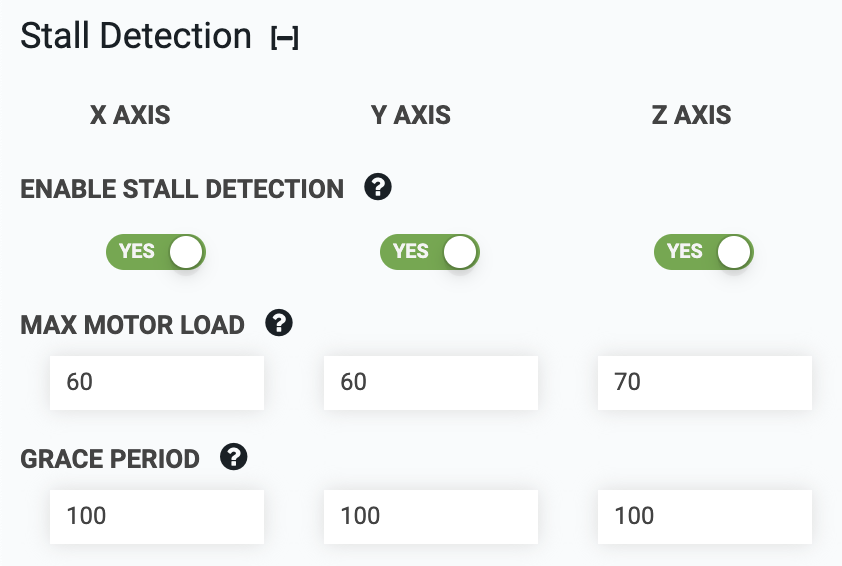 Stall Detection [−]
X AXIS Y AXIS Z AXIS
ENABLE STALL DETECTION ?
YES YES YES
MAX MOTOR LOAD ?
60 60 70
GRACE PERIOD ?
100 100 100